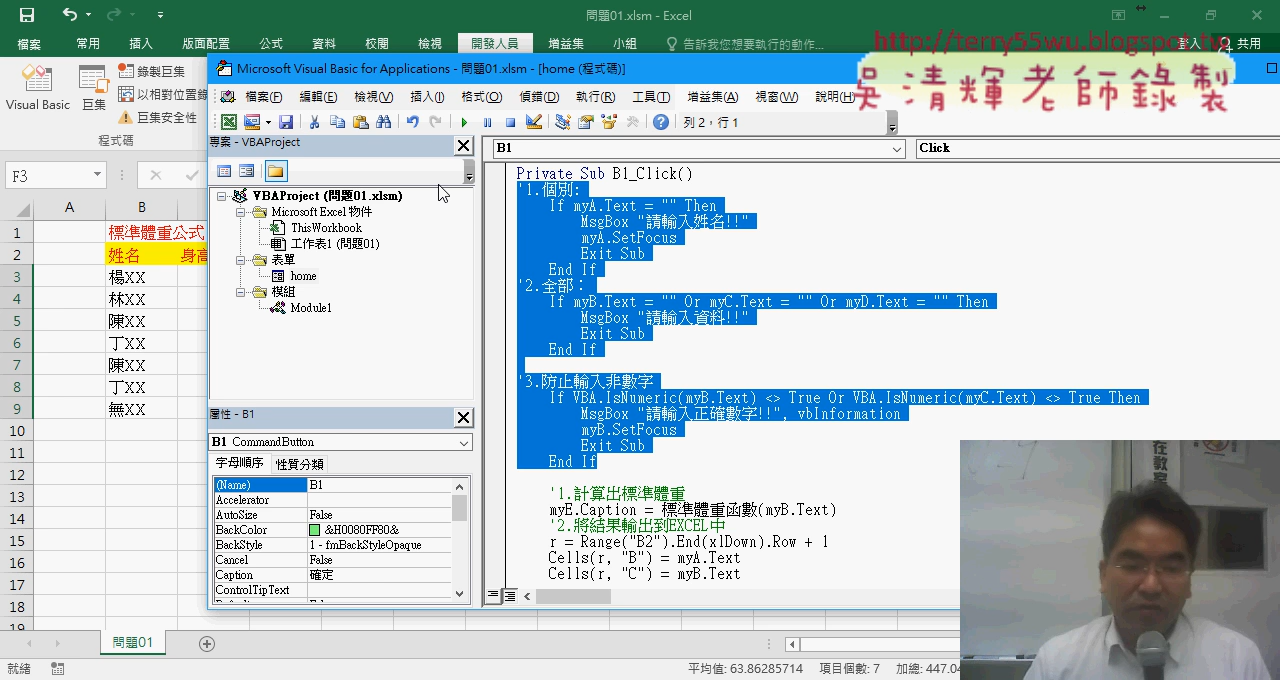 問題01.xlsm - Excel
檔案 常用 插入 版面配置 公式 資料 校閱 檢視 開發人員 增益集 小組 告訴我您想要執行的動作... 登入 共用
http://terry55wu.blogspot.tw
吳清輝老師錄製
Visual Basic
巨集
錄製巨集
以相對位置錄
巨集安全性
程式碼
F3
A B
1 標準體重公式
2 姓名 身高
3 楊XX
4 林XX
5 陳XX
6 丁XX
7 陳XX
8 丁XX
9 無XX
10
11
12
13
14
15
16
17
18
19
問題01
就緒
平均值: 63.86285714 項目個數: 7 加總: 447.04
Microsoft Visual Basic for Applications - 問題01.xlsm - [home (程式碼)]
檔案(F) 編輯(E) 檢視(V) 插入(I) 格式(O) 偵錯(D) 執行(R) 工具(T) 增益集(A) 視窗(W) 說明(H)
列 2，行 1
專案 - VBAProject
VBAProject (問題01.xlsm)
Microsoft Excel 物件
ThisWorkbook
工作表1 (問題01)
表單
home
模組
Module1
屬性 - B1
B1 CommandButton
字母順序 性質分類
(Name) B1
Accelerator
AutoSize False
BackColor &H0080FF80&
BackStyle 1 - fmBackStyleOpaque
Cancel False
Caption 確定
ControlTipText
B1 Click
Private Sub B1_Click()
'1.個別:
If myA.Text = "" Then
MsgBox "請輸入姓名!!"
myA.SetFocus
Exit Sub
End If
'2.全部：
If myB.Text = "" Or myC.Text = "" Or myD.Text = "" Then
MsgBox "請輸入資料!!"
Exit Sub
End If
'3.防止輸入非數字
If VBA.IsNumeric(myB.Text) <> True Or VBA.IsNumeric(myC.Text) <> True Then
MsgBox "請輸入正確數字!!", vbInformation
myB.SetFocus
Exit Sub
End If
'1.計算出標準體重
myE.Caption = 標準體重函數(myB.Text)
'2.將結果輸出到EXCEL中
r = Range("B2").End(xlDown).Row + 1
Cells(r, "B") = myA.Text
Cells(r, "C") = myB.Text
在教室